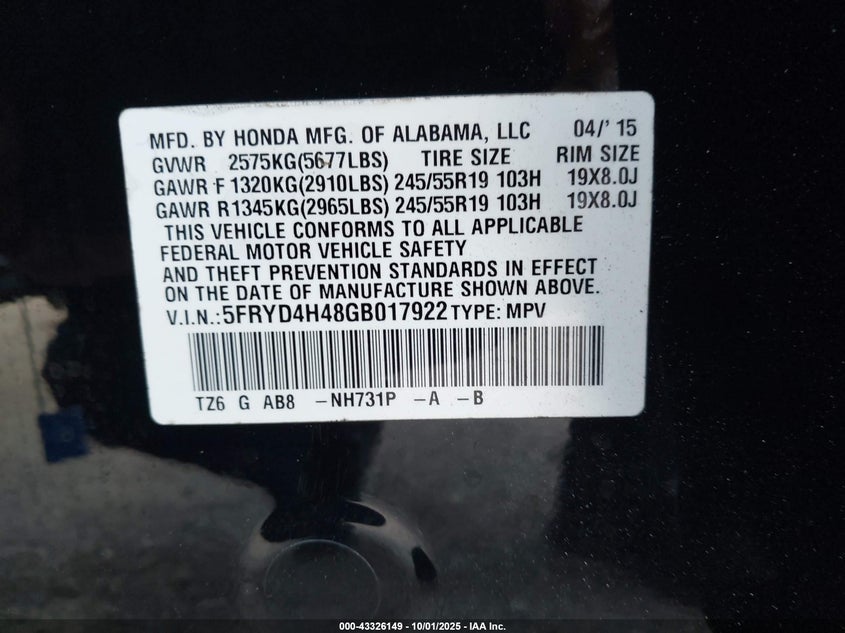 MFD. BY HONDA MFG. OF ALABAMA, LLC 04/' 15
GVWR 2575KG(5677LBS) TIRE SIZE RIM SIZE
GAWR F 1320KG(2910LBS) 245/55R19 103H 19X8.0J
GAWR R1345KG(2965LBS) 245/55R19 103H 19X8.0J
THIS VEHICLE CONFORMS TO ALL APPLICABLE
FEDERAL MOTOR VEHICLE SAFETY
AND THEFT PREVENTION STANDARDS IN EFFECT
ON THE DATE OF MANUFACTURE SHOWN ABOVE.
V.I.N.:5FRYD4H48GB017922 TYPE: MPV
TZ6 G AB8 -NH731P -A -B
000-43326149 - 10/01/2025 - IAA Inc.